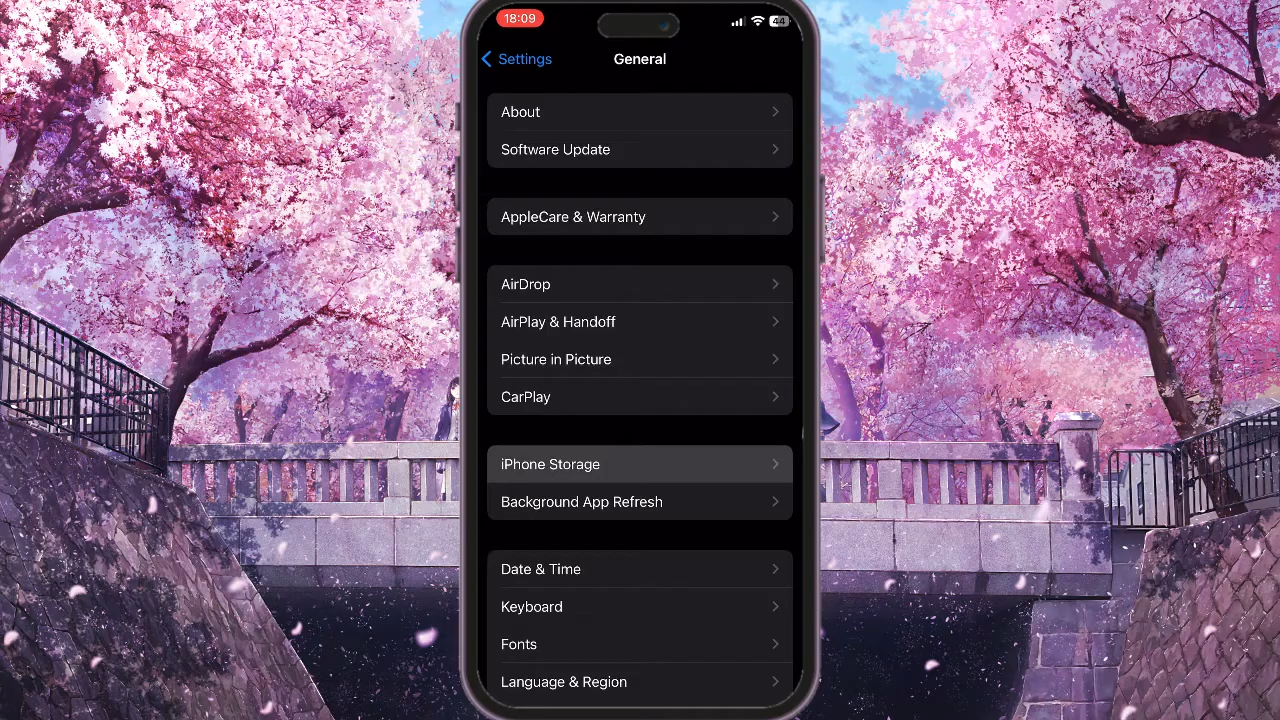 18:09
44
Settings
General
About
Software Update
AppleCare & Warranty
AirDrop
AirPlay & Handoff
Picture in Picture
CarPlay
iPhone Storage
Background App Refresh
Date & Time
Keyboard
Fonts
Language & Region